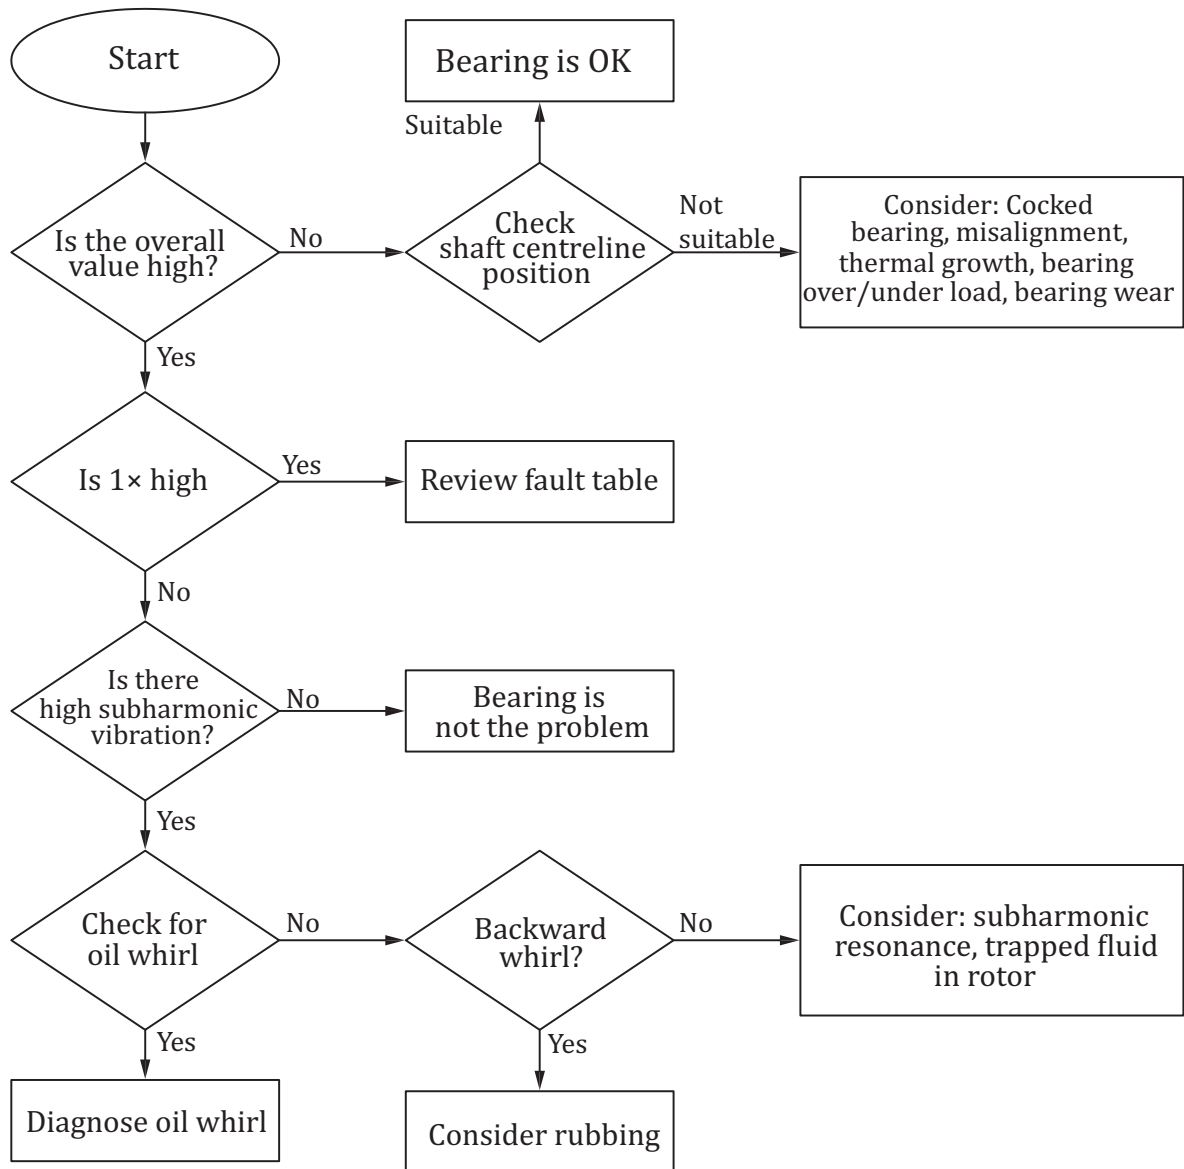 Start
Bearing is OK
Suitable
Is the overall
value high?
No
Check
shaft centreline
position
Not
suitable
Consider: Cocked
bearing, misalignment,
thermal growth, bearing
over/under load, bearing wear
Yes
Is 1× high
Yes
Review fault table
No
Is there
high subharmonic
vibration?
No
Bearing is
not the problem
Yes
Check for
oil whirl
No
Backward
whirl?
No
Consider: subharmonic
resonance, trapped fluid
in rotor
Yes
Yes
Diagnose oil whirl
Consider rubbing